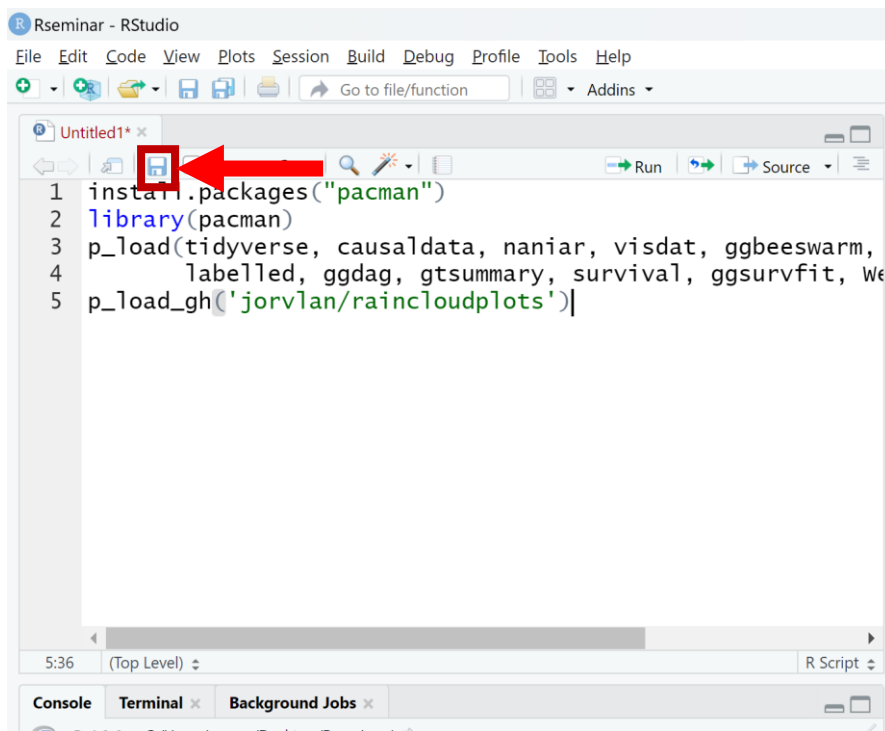 Rseminar - RStudio
File Edit Code View Plots Session Build Debug Profile Tools Help
Go to file/function Addins
Untitled1*
Run Source
1 install.packages("pacman")
2 library(pacman)
3 p_load(tidyverse, causaldata, naniar, visdat, ggbeeswarm,
4 labelled, ggdag, gtsummary, survival, ggsurvfit, We
5 p_load_gh('jorvlan/raincloudplots')
5:36 (Top Level) R Script
Console Terminal Background Jobs